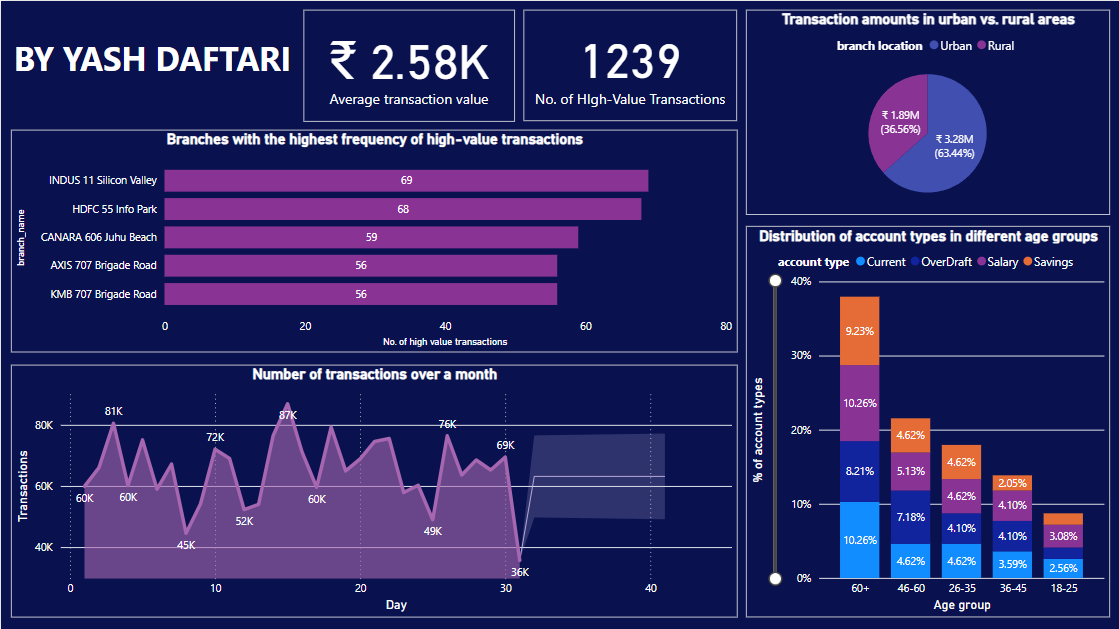 BY YASH DAFTARI
₹ 2.58K
Average transaction value
1239
No. of HIgh-Value Transactions
Transaction amounts in urban vs. rural areas
branch location Urban Rural
₹ 1.89M
(36.56%)
₹ 3.28M
(63.44%)
Branches with the highest frequency of high-value transactions
branch_name
INDUS 11 Silicon Valley 69
HDFC 55 Info Park 68
CANARA 606 Juhu Beach 59
AXIS 707 Brigade Road 56
KMB 707 Brigade Road 56
0 20 40 60 80
No. of high value transactions
Number of transactions over a month
Transactions
80K
60K
40K
60K
81K
60K
45K
72K
52K
87K
60K
49K
76K
69K
36K
0 10 20 30 40
Day
Distribution of account types in different age groups
account type Current OverDraft Salary Savings
% of account types
40%
30%
20%
10%
0%
9.23%
10.26%
8.21%
10.26%
4.62%
5.13%
7.18%
4.62%
4.62%
4.62%
4.10%
4.62%
2.05%
4.10%
4.10%
3.59%
3.08%
2.56%
60+ 46-60 26-35 36-45 18-25
Age group